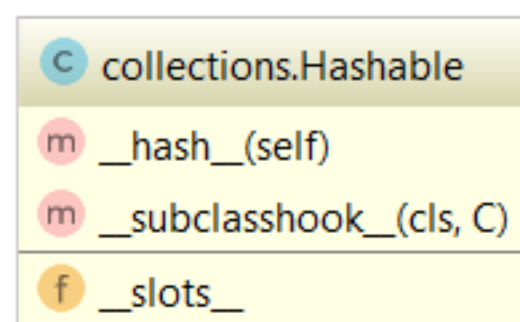 C collections.Hashable
m __hash__(self)
m __subclasshook__(cls, C)
f __slots__